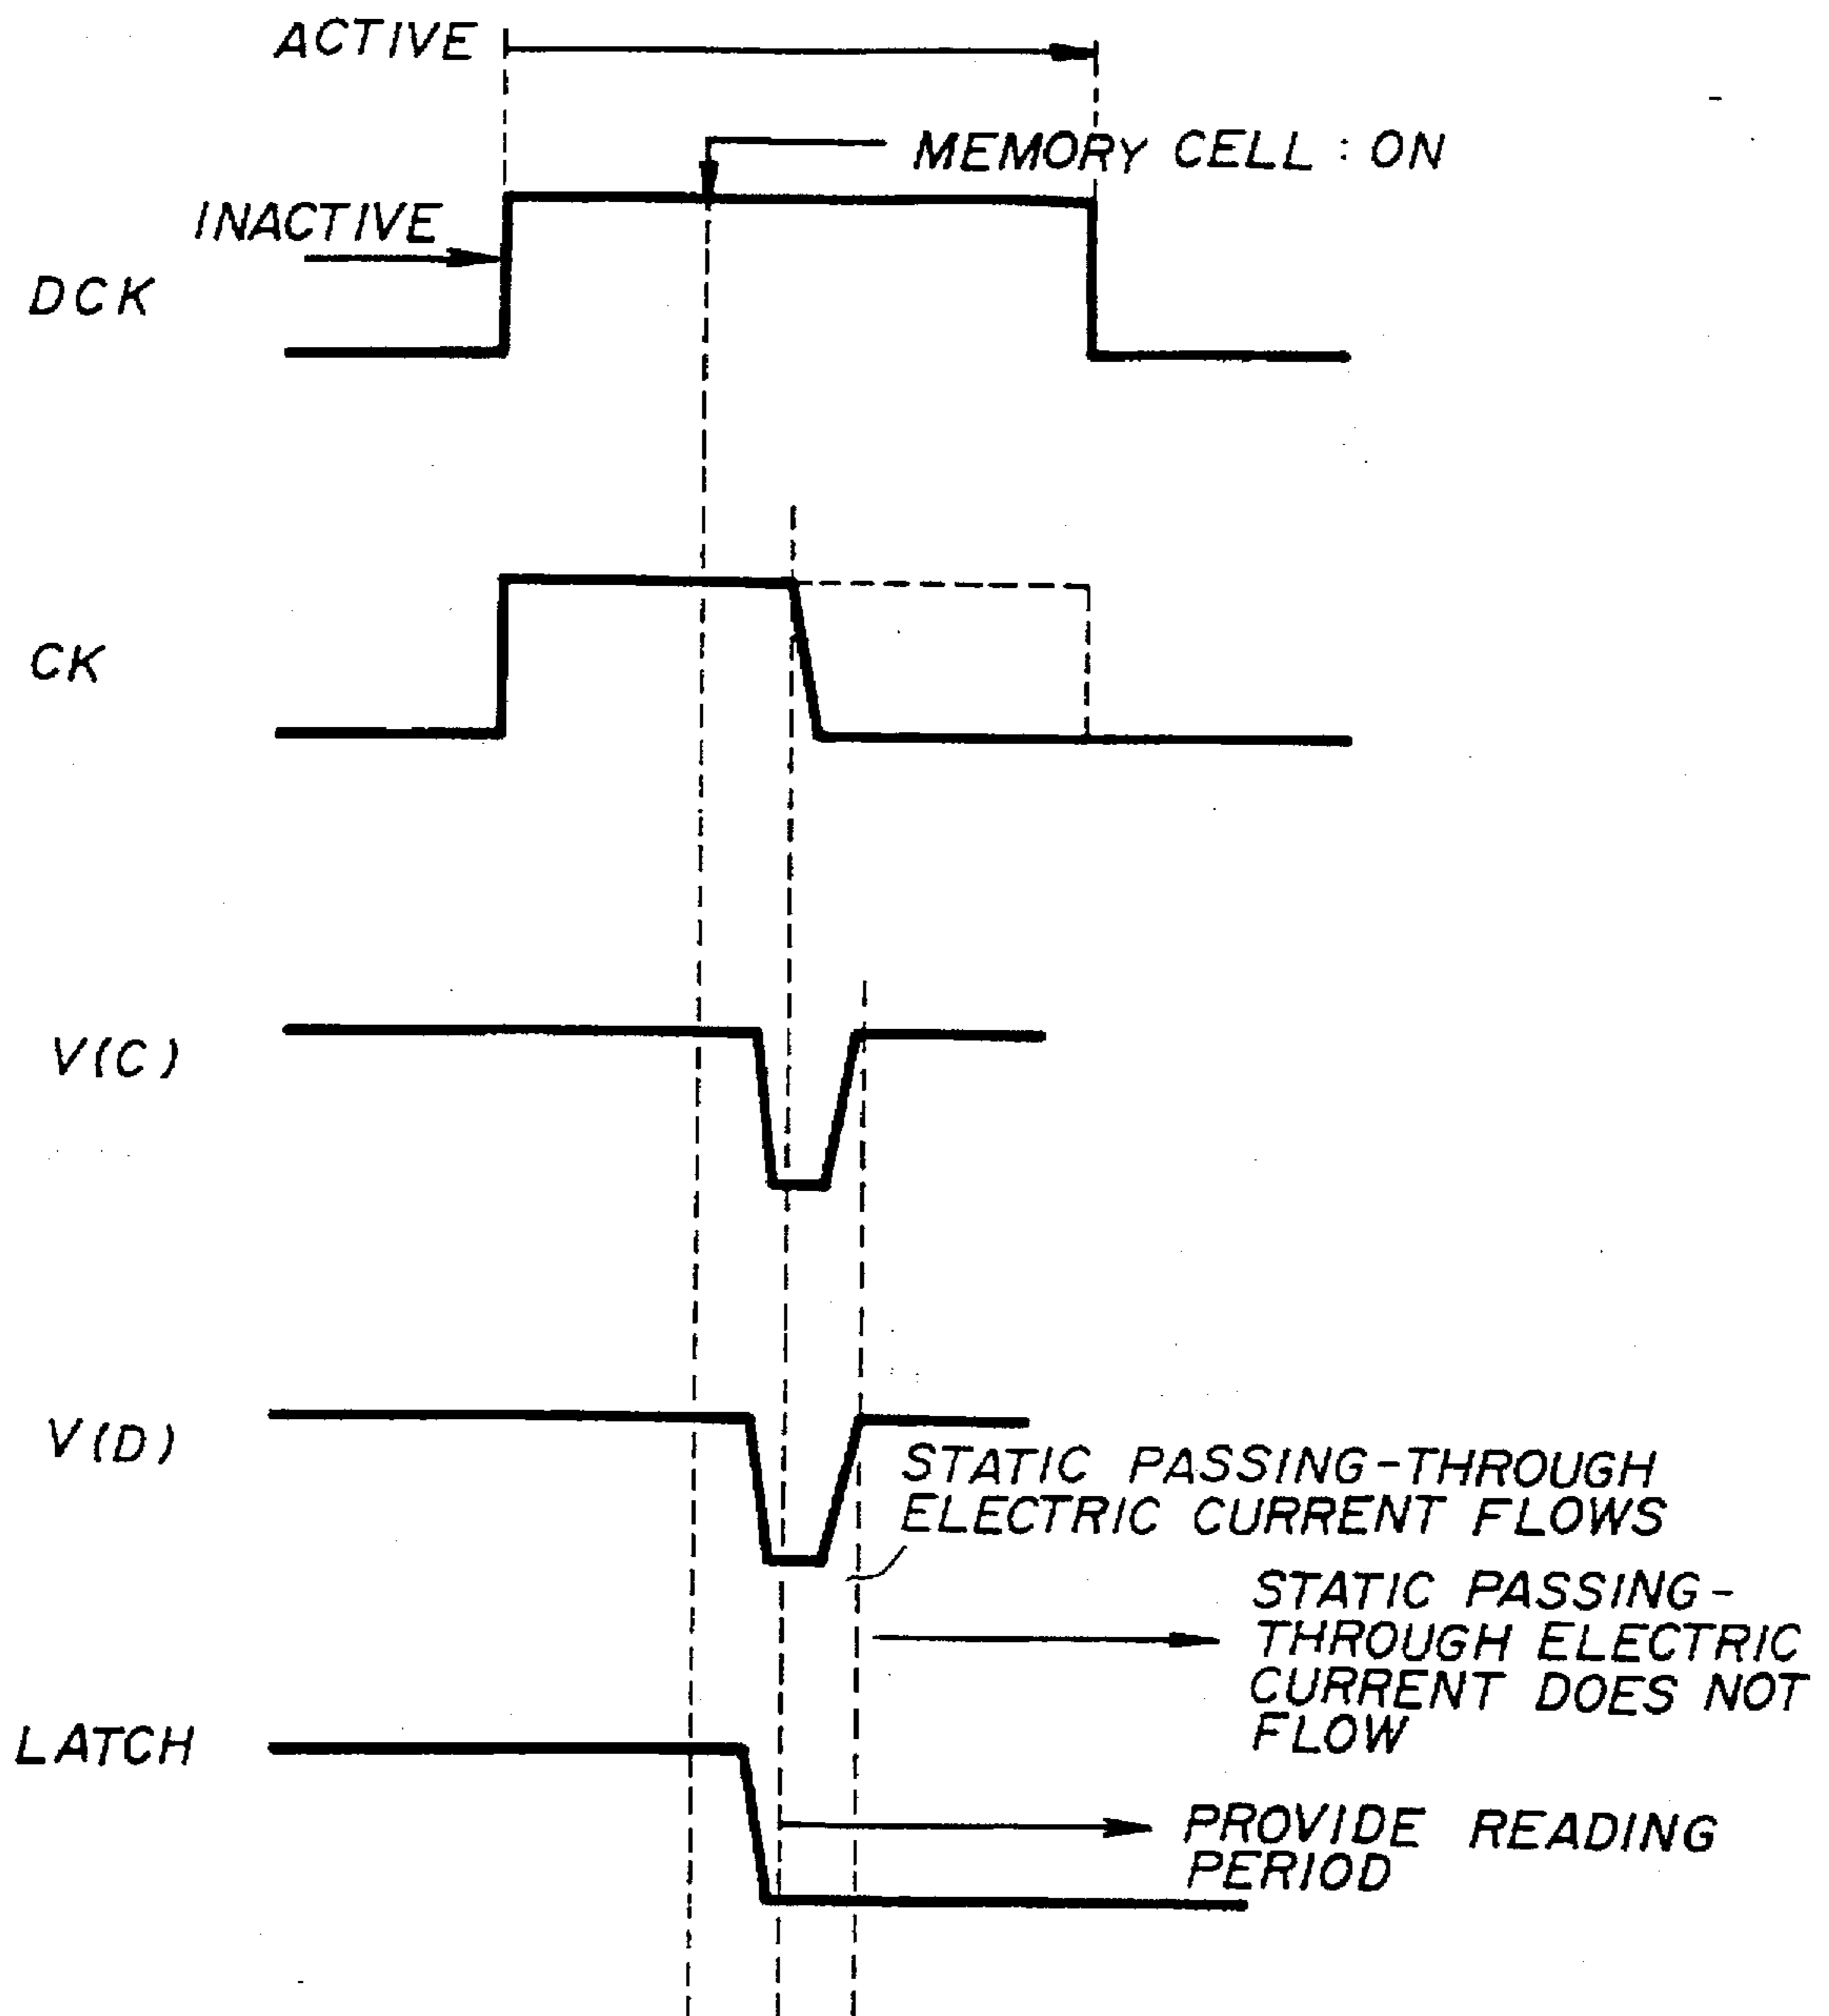 ACTIVE
MEMORY CELL : ON
INACTIVE
DCK
CK
V(C)
V(D)
STATIC PASSING-THROUGH
ELECTRIC CURRENT FLOWS
STATIC PASSING-
THROUGH ELECTRIC
CURRENT DOES NOT
FLOW
LATCH
PROVIDE READING
PERIOD